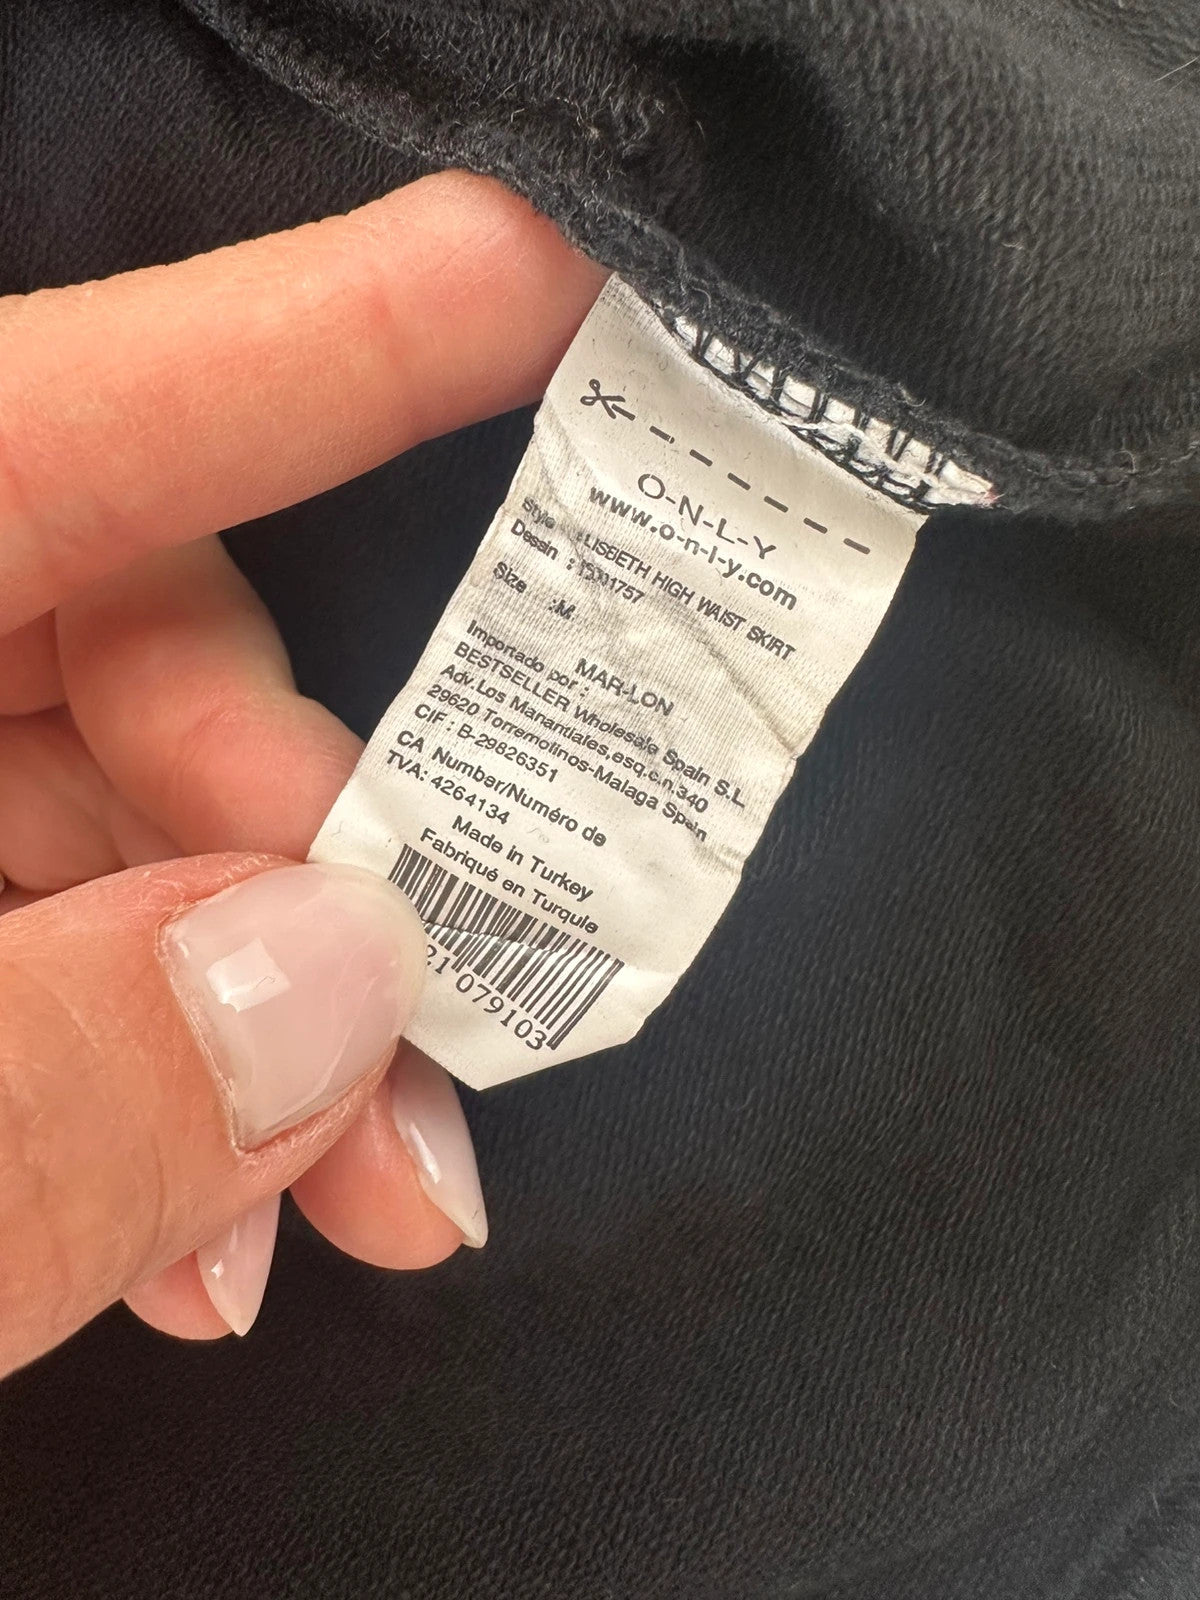 O-N-L-Y
www.o-n-l-y.com
Style : LISBETH HIGH WAIST SKIRT
Dessin : 1757
Size : M
MAR-LON
Importado por :
BESTSELLER Wholesale Spain S.L
Adv.Los Manantiales,esq.c.n.340
29620 Torremolinos-Malaga Spain
CIF : B-29826351
CA Number/Numéro de
TVA: 4264134
Made in Turkey
Fabriqué en Turquie
21 079103